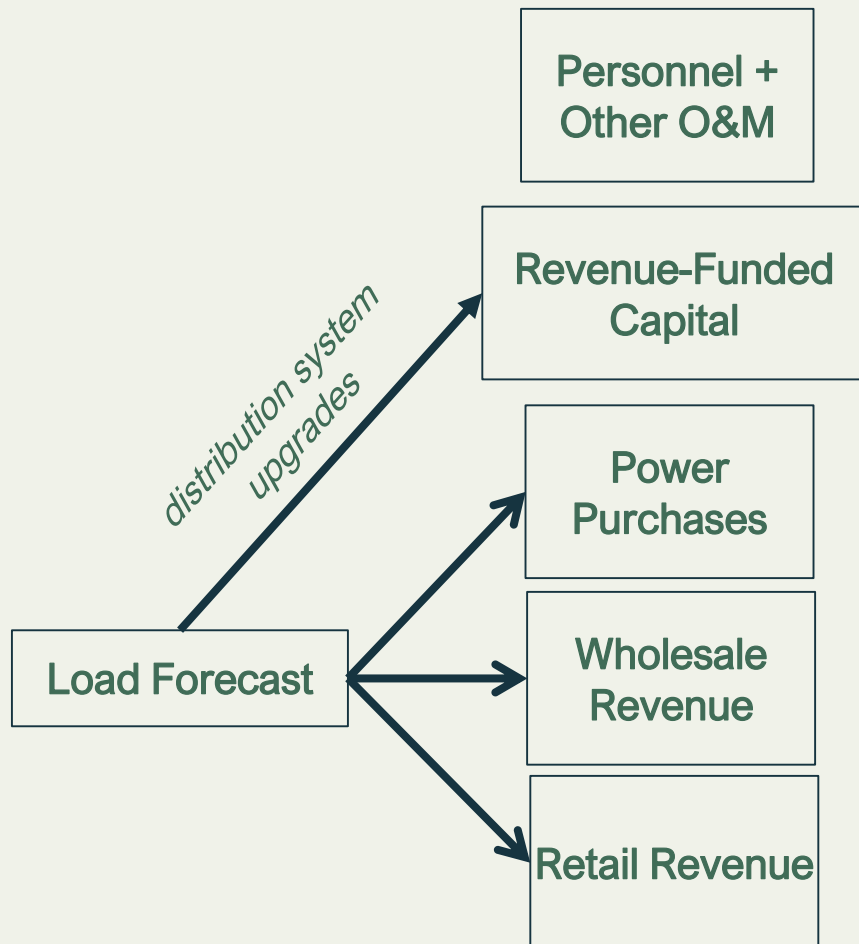 Personnel +
Other O&M
Revenue-Funded
Capital
distribution system
upgrades
Power
Purchases
Load Forecast
Wholesale
Revenue
Retail Revenue